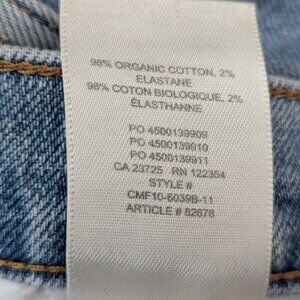 98% ORGANIC COTTON, 2%
ELASTANE
98% COTON BIOLOGIQUE, 2%
ÉLASTHANNE
PO 4500139909
PO 4500139910
PO 4500139911
CA 23725 RN 122354
STYLE #
CMF10-6039B-11
ARTICLE # 82678